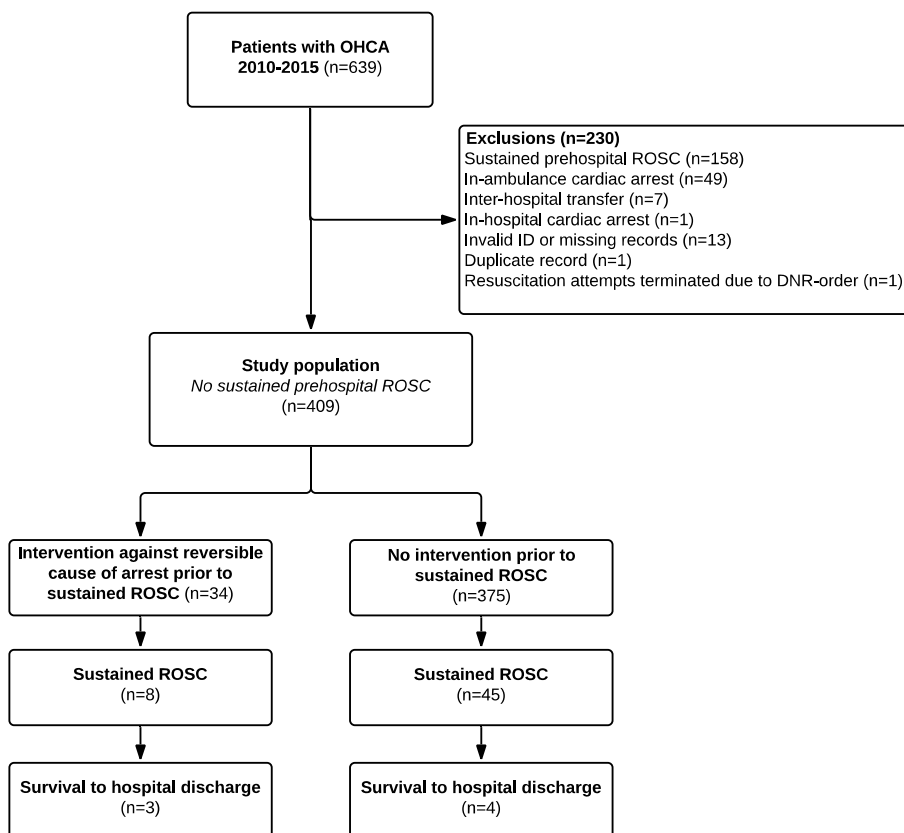 Patients with OHCA
2010-2015 (n=639)
Exclusions (n=230)
Sustained prehospital ROSC (n=158)
In-ambulance cardiac arrest (n=49)
Inter-hospital transfer (n=7)
In-hospital cardiac arrest (n=1)
Invalid ID or missing records (n=13)
Duplicate record (n=1)
Resuscitation attempts terminated due to DNR-order (n=1)
Study population
No sustained prehospital ROSC
(n=409)
Intervention against reversible
cause of arrest prior to
sustained ROSC (n=34)
No intervention prior to
sustained ROSC
(n=375)
Sustained ROSC
(n=8)
Sustained ROSC
(n=45)
Survival to hospital discharge
(n=3)
Survival to hospital discharge
(n=4)